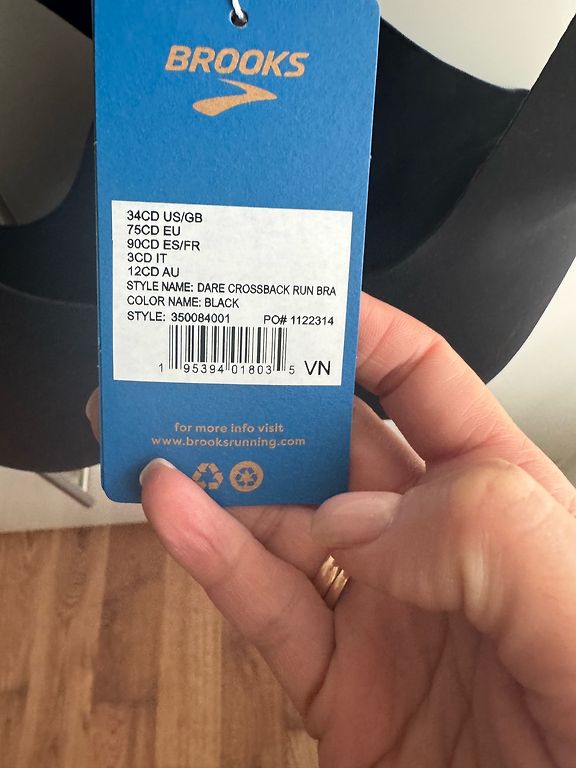 BROOKS
34CD US/GB
75CD EU
90CD ES/FR
3CD IT
12CD AU
STYLE NAME: DARE CROSSBACK RUN BRA
COLOR NAME: BLACK
STYLE: 350084001 PO# 1122314
1 95394 01803 5 VN
for more info visit
www.brooksrunning.com